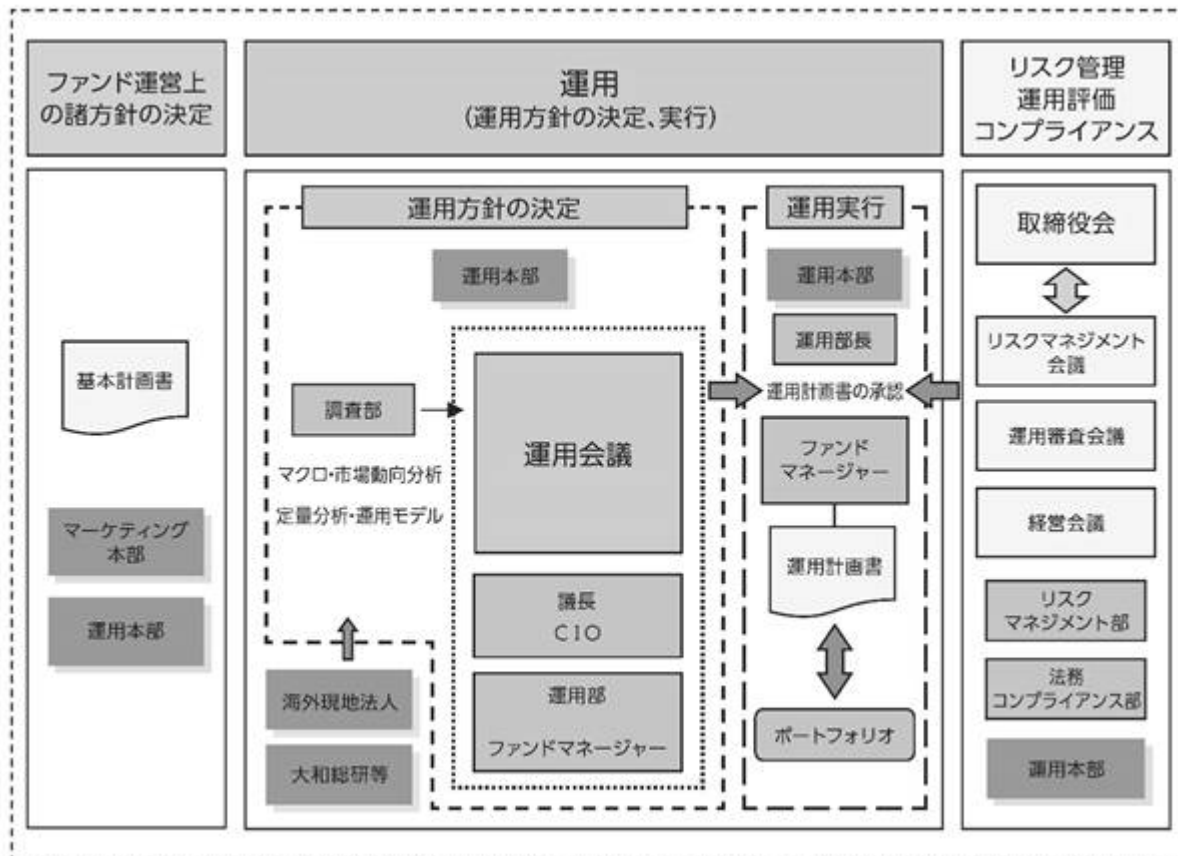 ファンド運営上
の諸方針の決定
運用
(運用方針の決定、実行)
リスク管理
運用評価
コンプライアンス
基本計画書
マーケティング
本部
運用本部
運用方針の決定
運用本部
調査部
マクロ・市場動向分析
定量分析・運用モデル
運用会議
議長
CIO
運用部
ファンドマネージャー
海外現地法人
大和総研等
運用実行
運用本部
運用部長
運用計画書の承認
ファンド
マネージャー
運用計画書
ポートフォリオ
取締役会
リスクマネジメント
会議
運用審査会議
経営会議
リスク
マネジメント部
法務
コンプライアンス部
運用本部